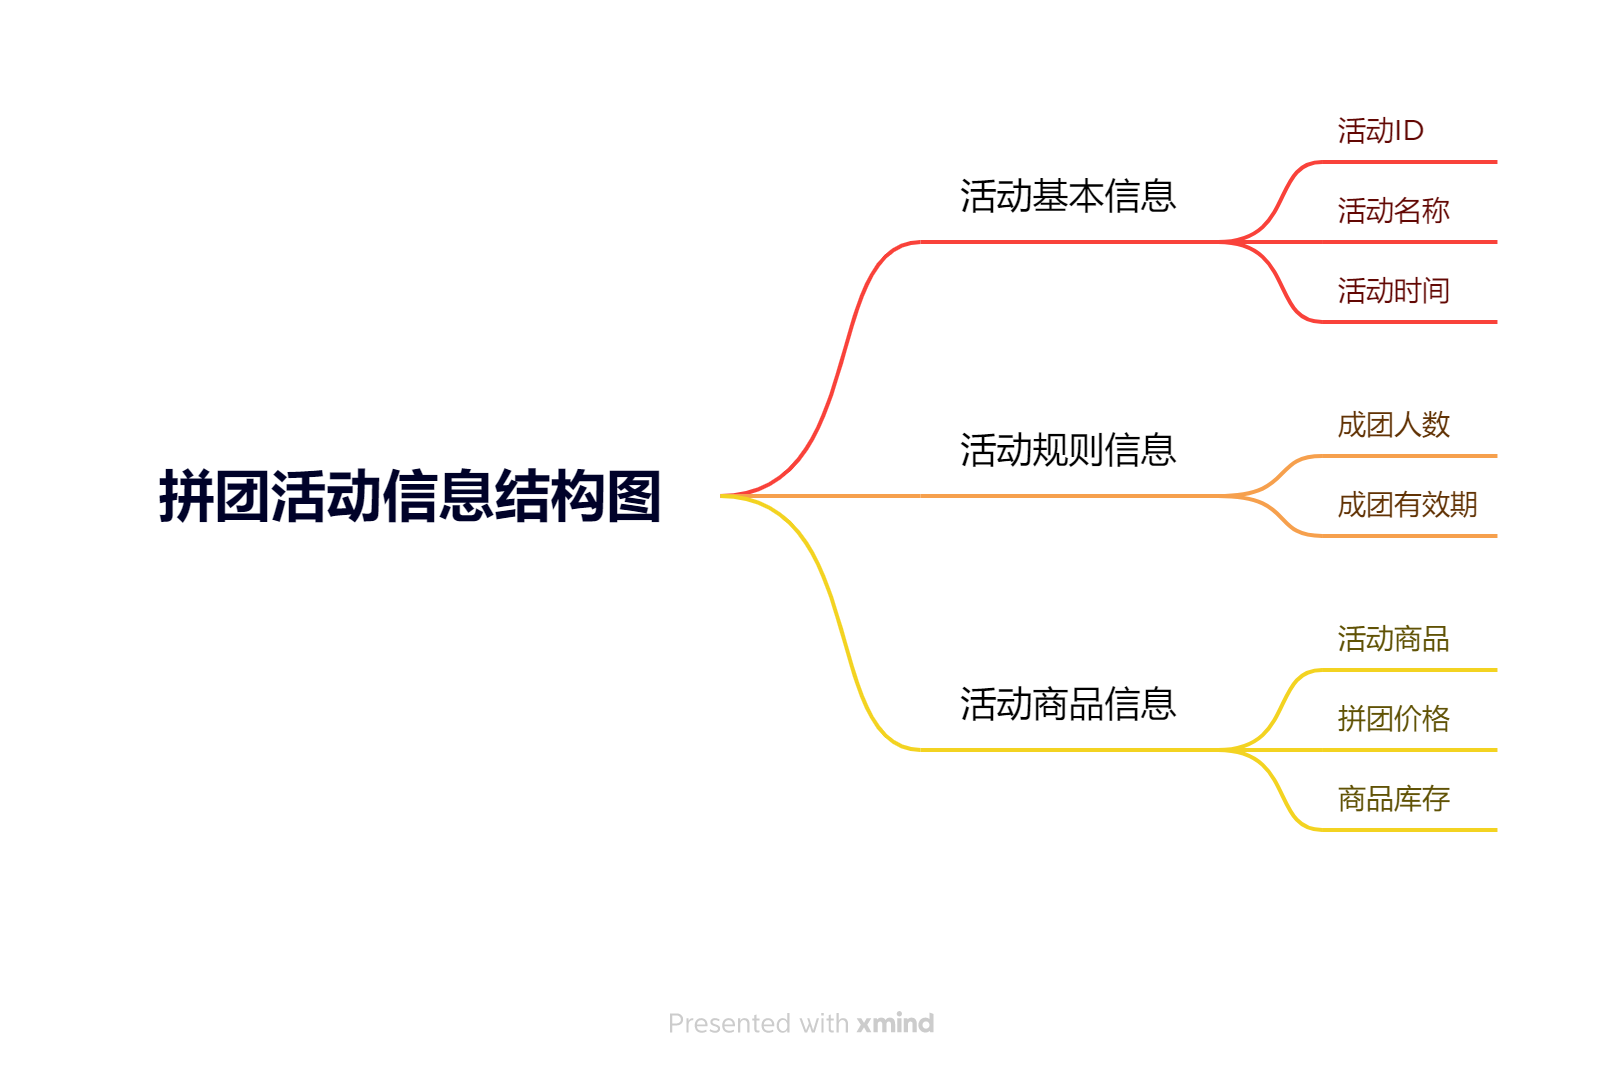 拼团活动信息结构图
活动基本信息
活动ID
活动名称
活动时间
活动规则信息
成团人数
成团有效期
活动商品信息
活动商品
拼团价格
商品库存
Presented with xmind